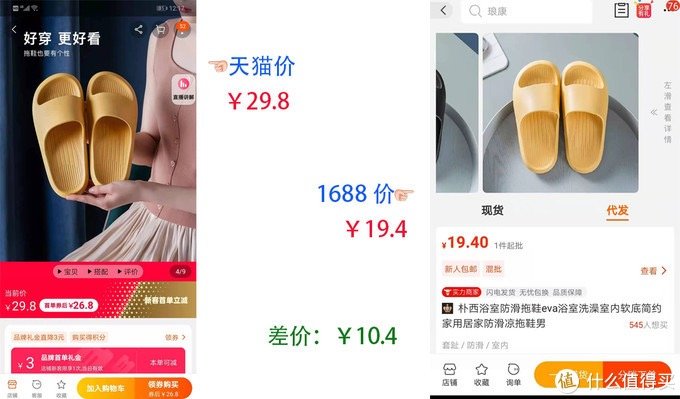 12:12
好穿 更好看
拖鞋也要有个性
直播讲解
宝贝
搭配
评价
4/9
当前价
¥29.8
首单券后¥26.8
新客首单立减
品牌礼金直降3元
购买得积分
领券 >
¥3
品牌首单礼金
本单可减
店铺
收藏
客服
加入购物车
领券购买
券后 ¥26.8
天猫价
￥29.8
1688 价
￥19.4
差价：￥10.4
琅康
分享有礼
76
左滑查看详情
现货
代发
¥19.40 1件起批
新人包邮
混批
查看 >
实力商家
闪电发货
无忧包换
品质保障
朴西浴室防滑拖鞋eva浴室洗澡室内软底简约
家用居家防滑凉拖鞋男
545人想买
套趾 / 防滑 / 室内
店铺
收藏
询单
值 什么值得买